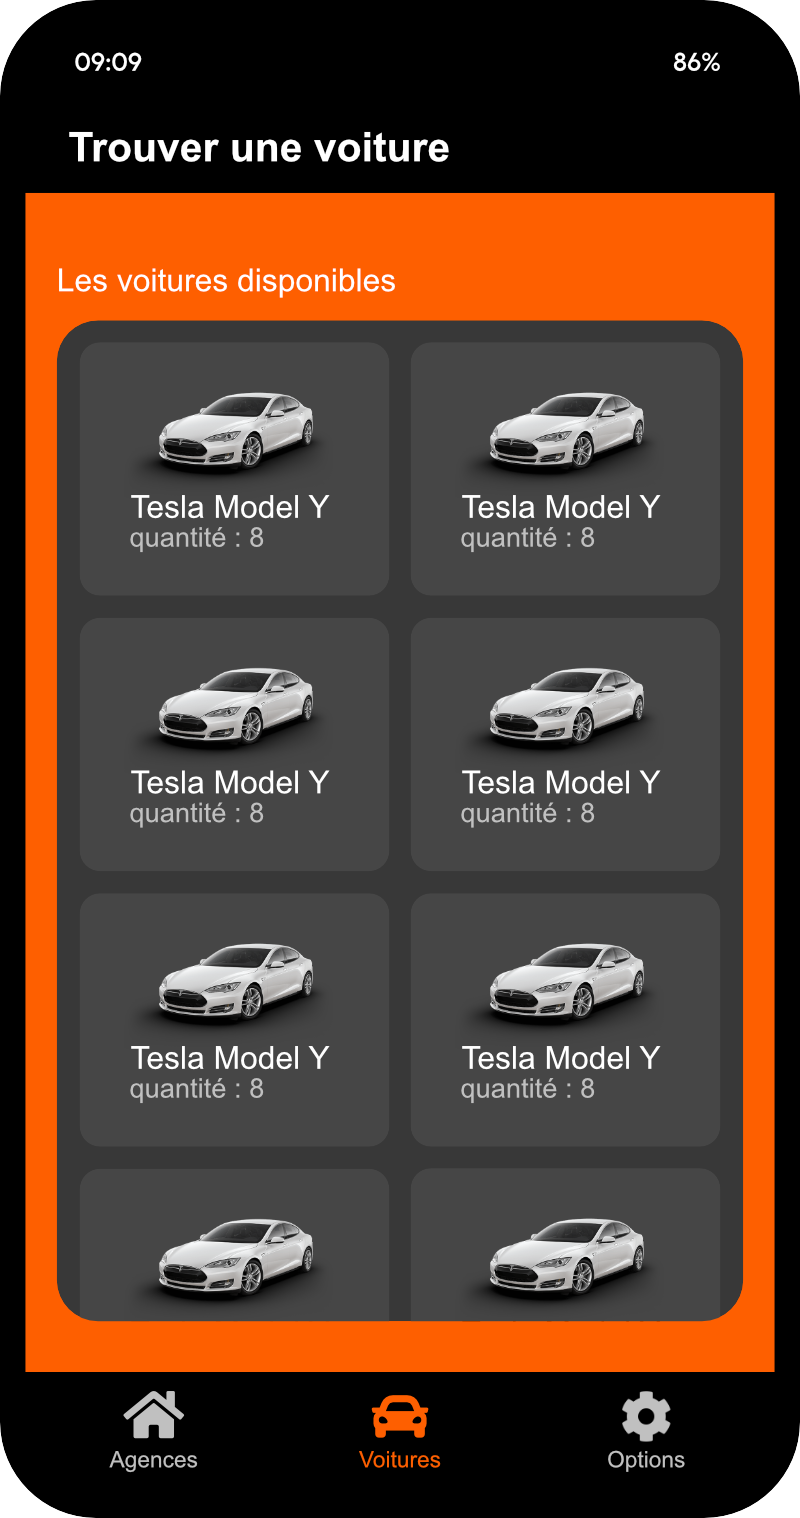 09:09
86%
Trouver une voiture
Les voitures disponibles
Tesla Model Y
quantité : 8
Tesla Model Y
quantité : 8
Tesla Model Y
quantité : 8
Tesla Model Y
quantité : 8
Tesla Model Y
quantité : 8
Tesla Model Y
quantité : 8
Agences
Voitures
Options